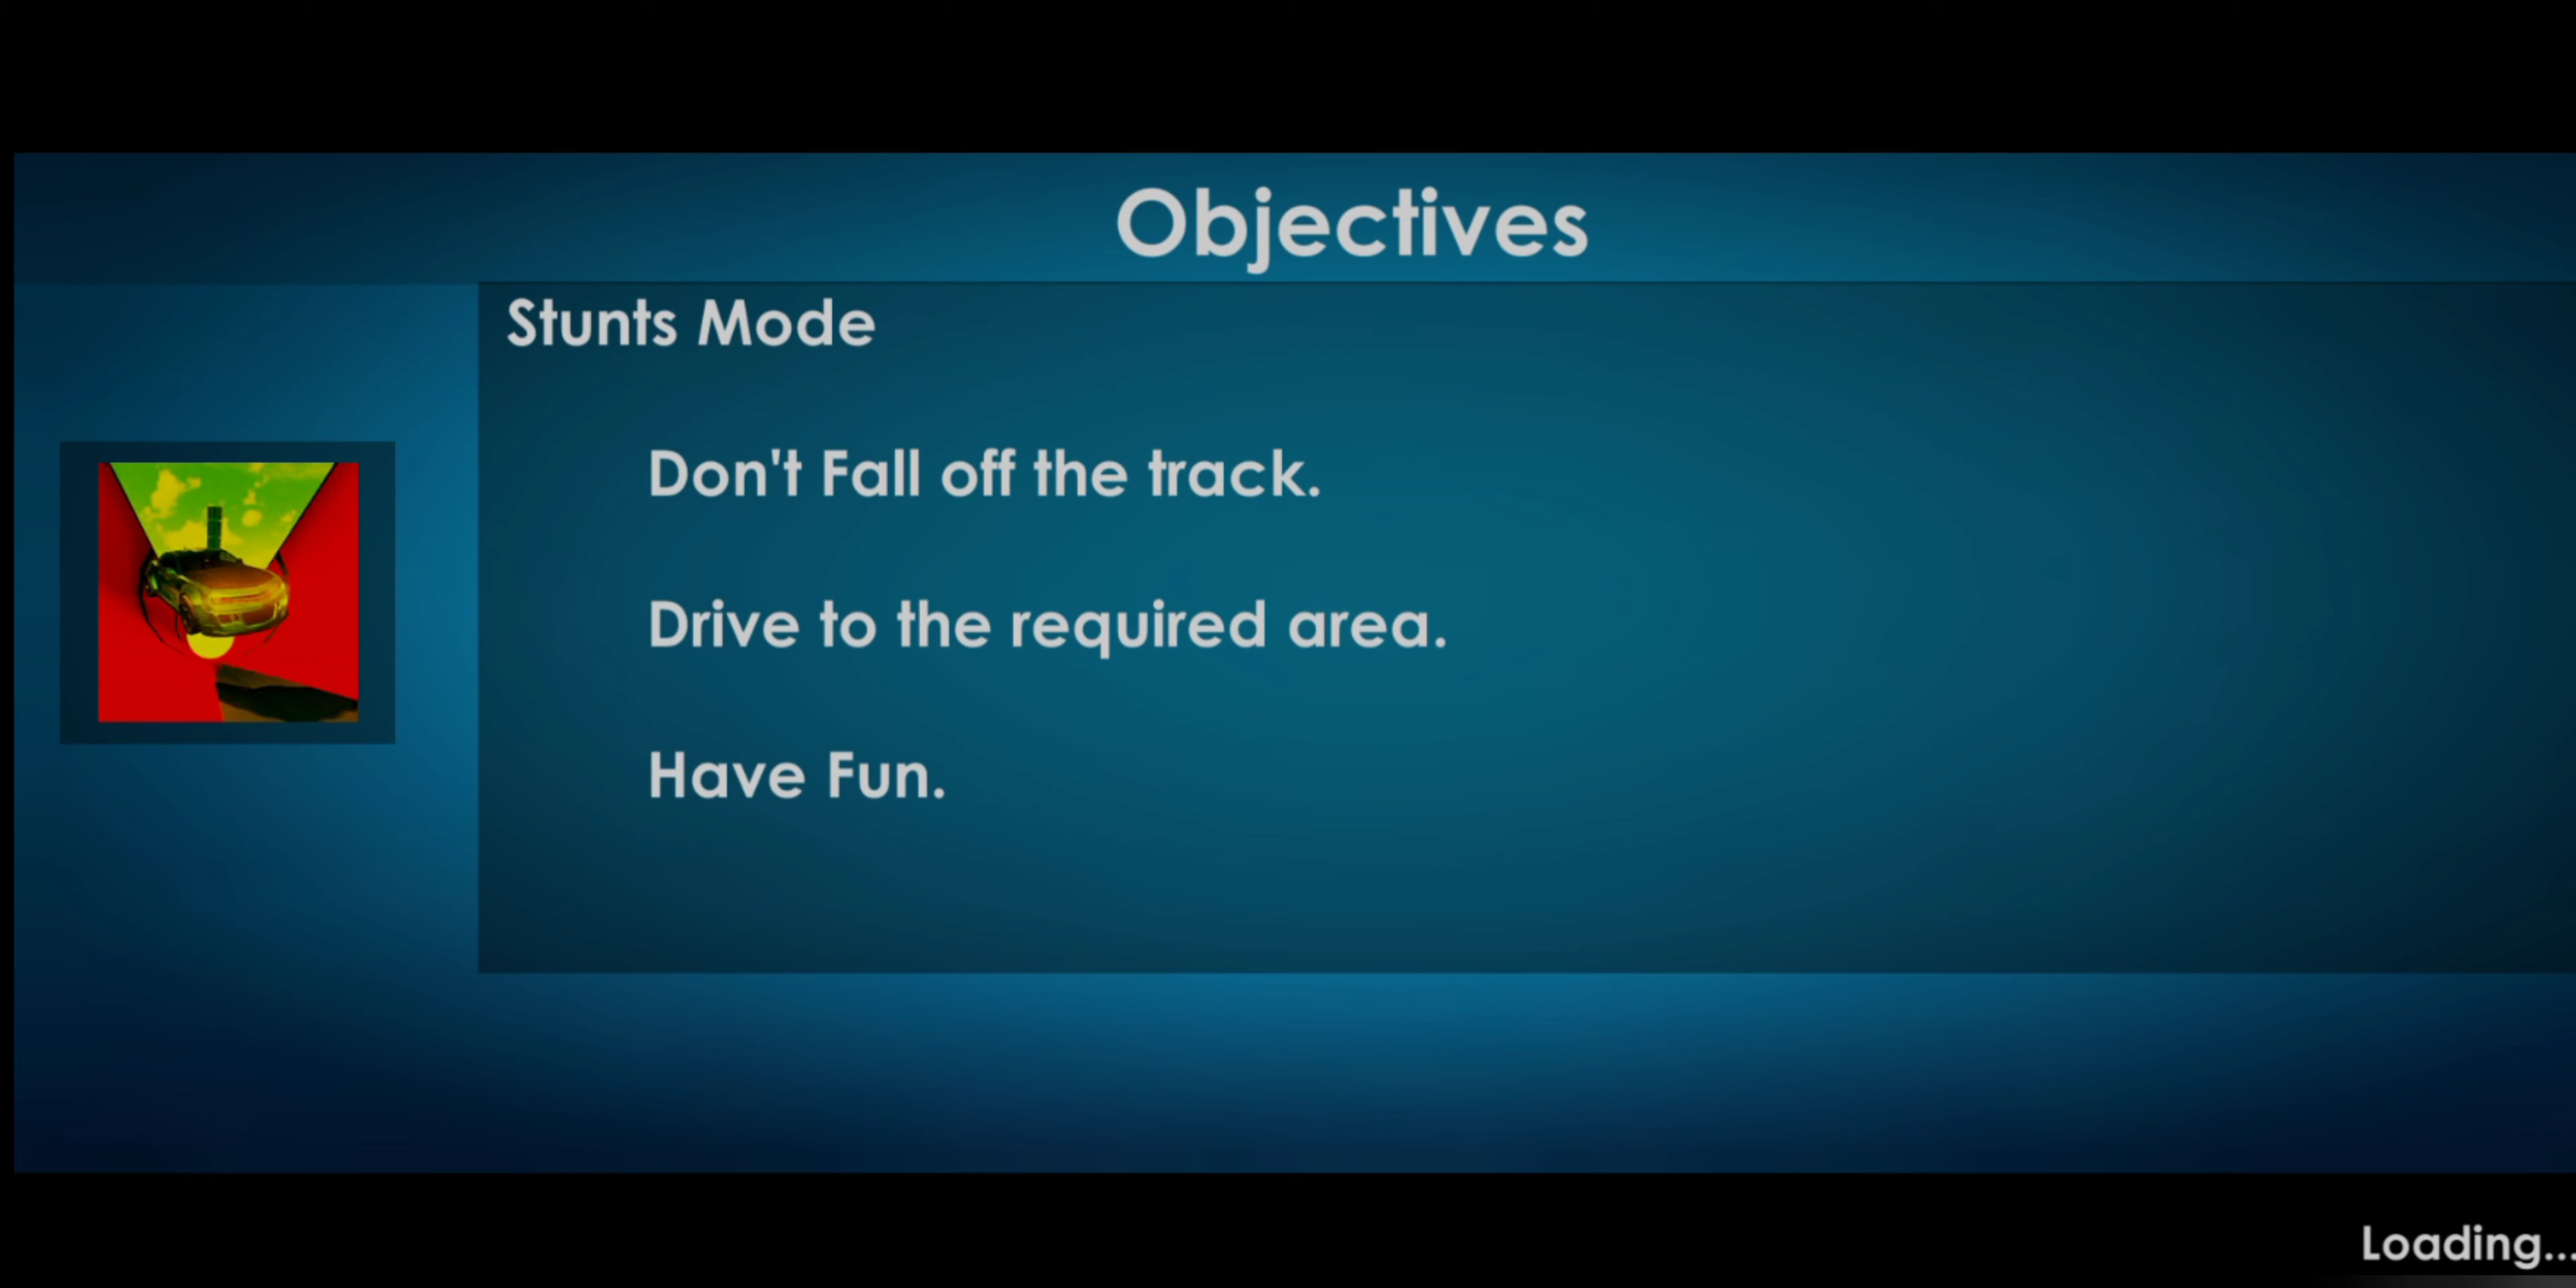 Objectives
Stunts Mode
Don't Fall off the track.
Drive to the required area.
Have Fun.
Loading...